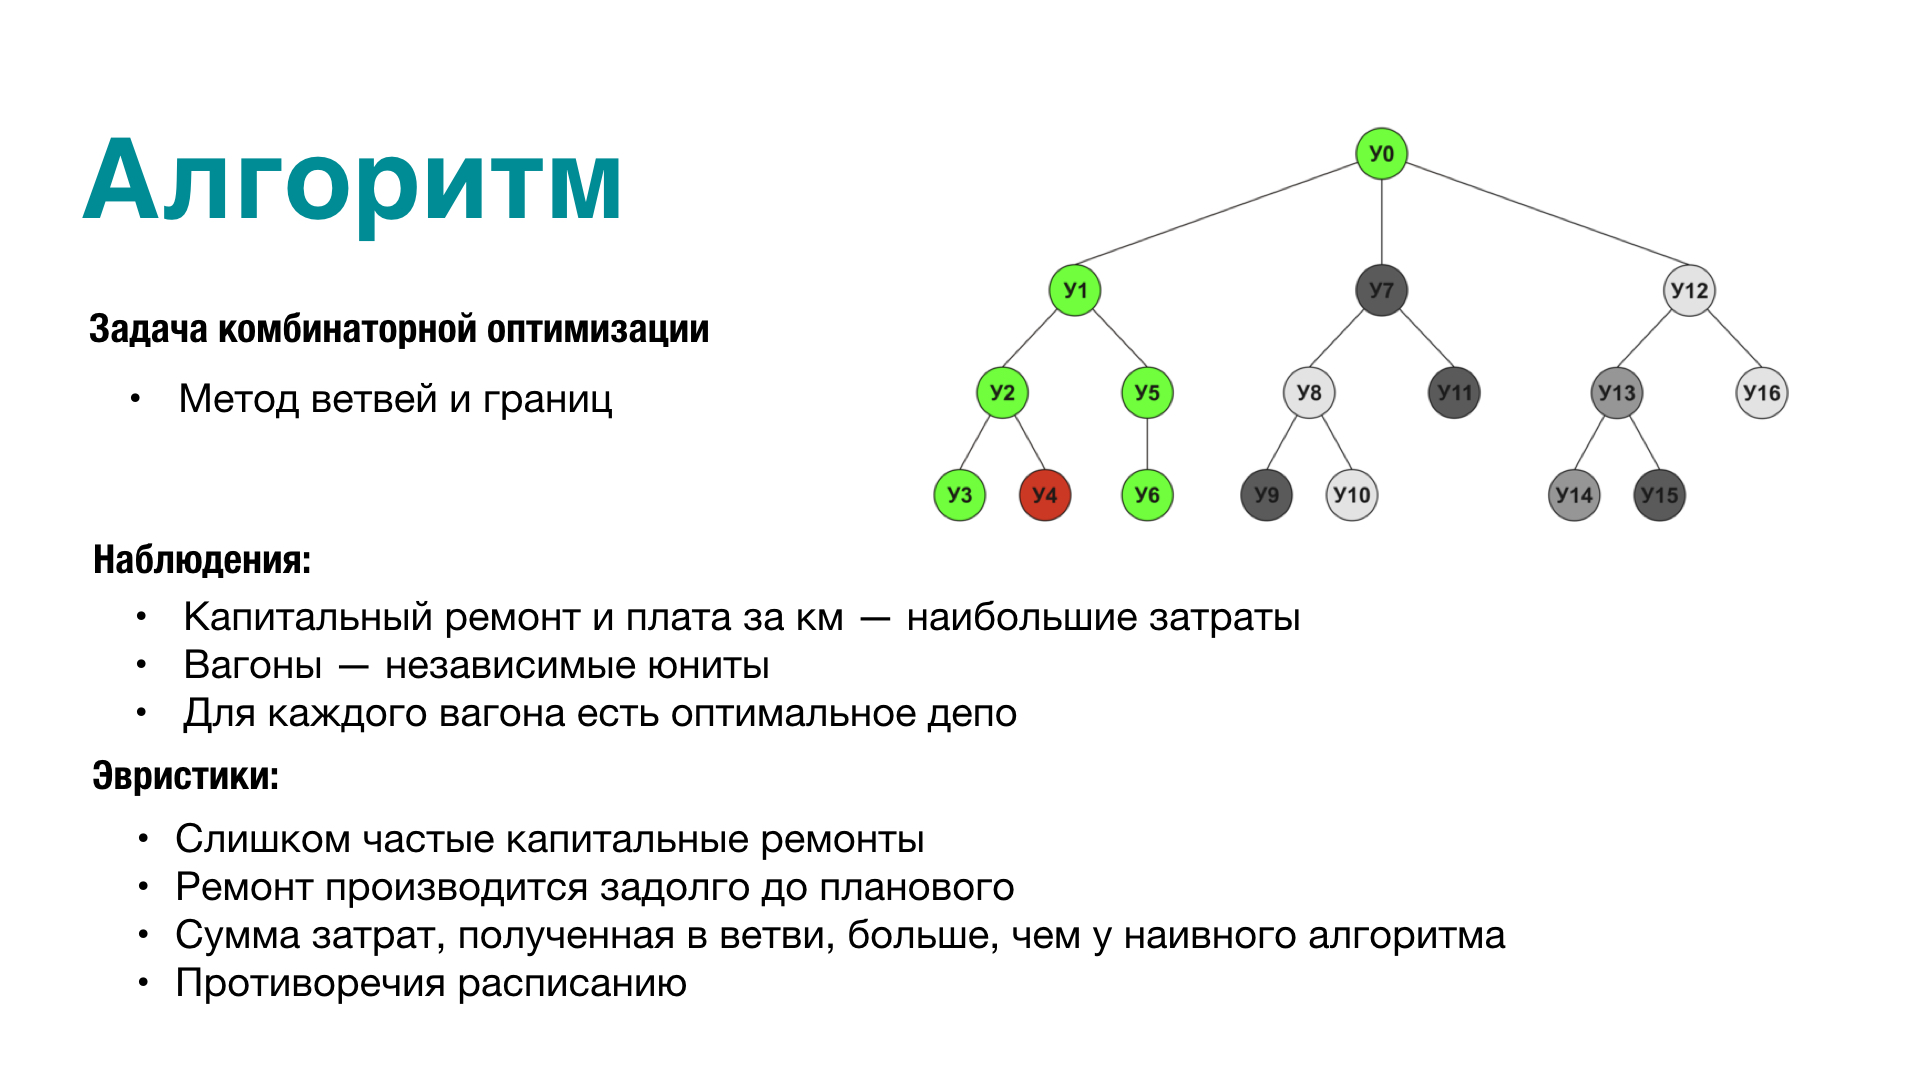 Алгоритм
Задача комбинаторной оптимизации
• Метод ветвей и границ
У0
У1
У7
У12
У2
У5
У8
У11
У13
У16
У3
У4
У6
У9
У10
У14
У15
Наблюдения:
• Капитальный ремонт и плата за км — наибольшие затраты
• Вагоны — независимые юниты
• Для каждого вагона есть оптимальное депо
Эвристики:
• Слишком частые капитальные ремонты
• Ремонт производится задолго до планового
• Сумма затрат, полученная в ветви, больше, чем у наивного алгоритма
• Противоречия расписанию